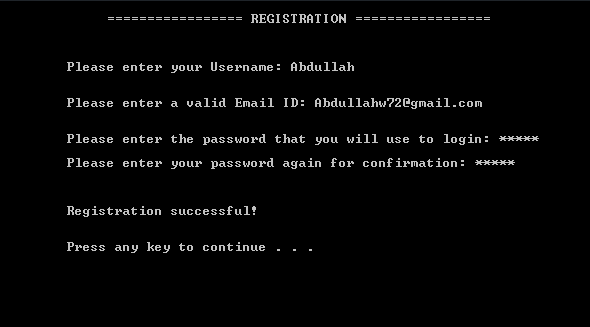 ================= REGISTRATION =================
Please enter your Username: Abdullah
Please enter a valid Email ID: Abdullahw72@gmail.com
Please enter the password that you will use to login: *****
Please enter your password again for confirmation: *****
Registration successful!
Press any key to continue . . .